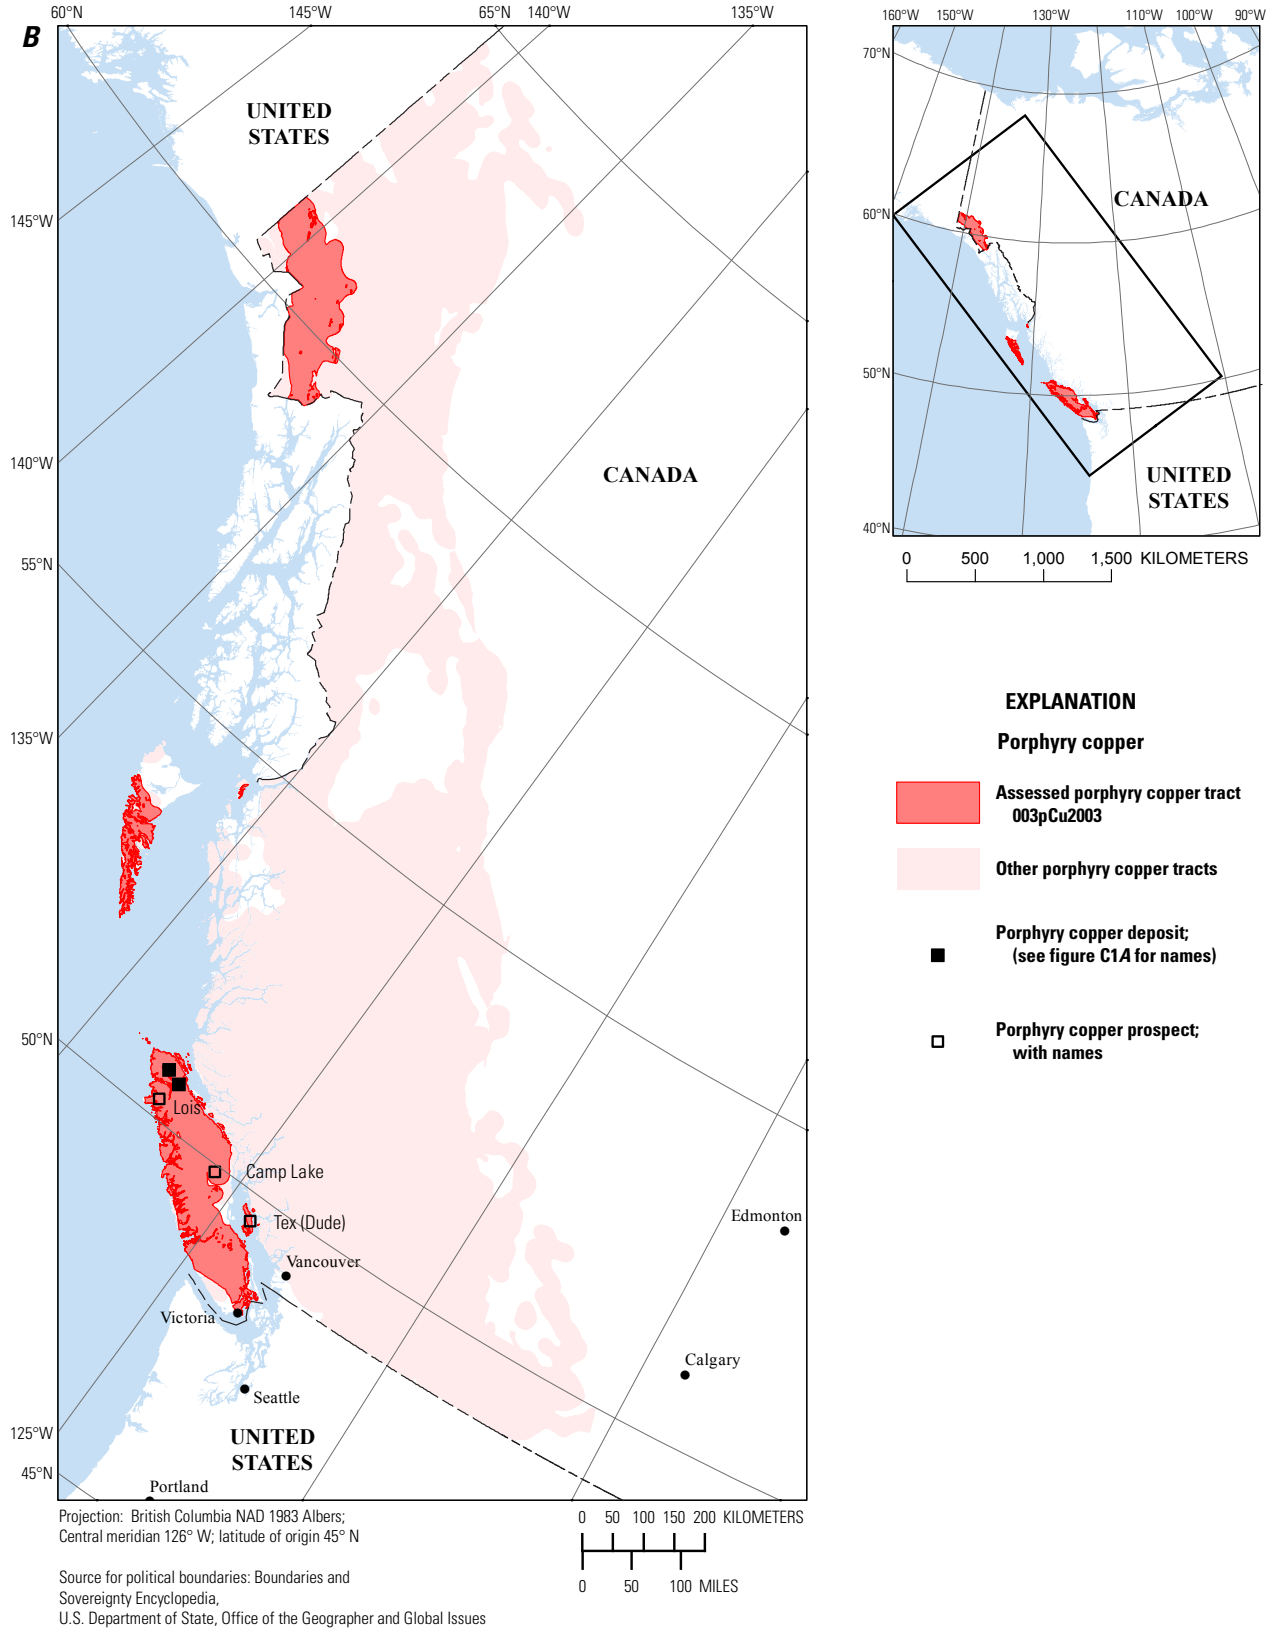 B
60°N
145°W
65°N
140°W
135°W
UNITED
STATES
145°W
140°W
55°N
135°W
50°N
125°W
45°N
CANADA
Lois
Camp Lake
Tex (Dude)
Vancouver
Victoria
Seattle
Edmonton
Calgary
UNITED
STATES
Portland
160°W
150°W
130°W
110°W
100°W
90°W
70°N
60°N
50°N
40°N
CANADA
UNITED
STATES
0 500 1,000 1,500 KILOMETERS
EXPLANATION
Porphyry copper
Assessed porphyry copper tract
003pCu2003
Other porphyry copper tracts
Porphyry copper deposit;
(see figure C1A for names)
Porphyry copper prospect;
with names
Projection: British Columbia NAD 1983 Albers;
Central meridian 126° W; latitude of origin 45° N
Source for political boundaries: Boundaries and
Sovereignty Encyclopedia,
U.S. Department of State, Office of the Geographer and Global Issues
0 50 100 150 200 KILOMETERS
0 50 100 MILES